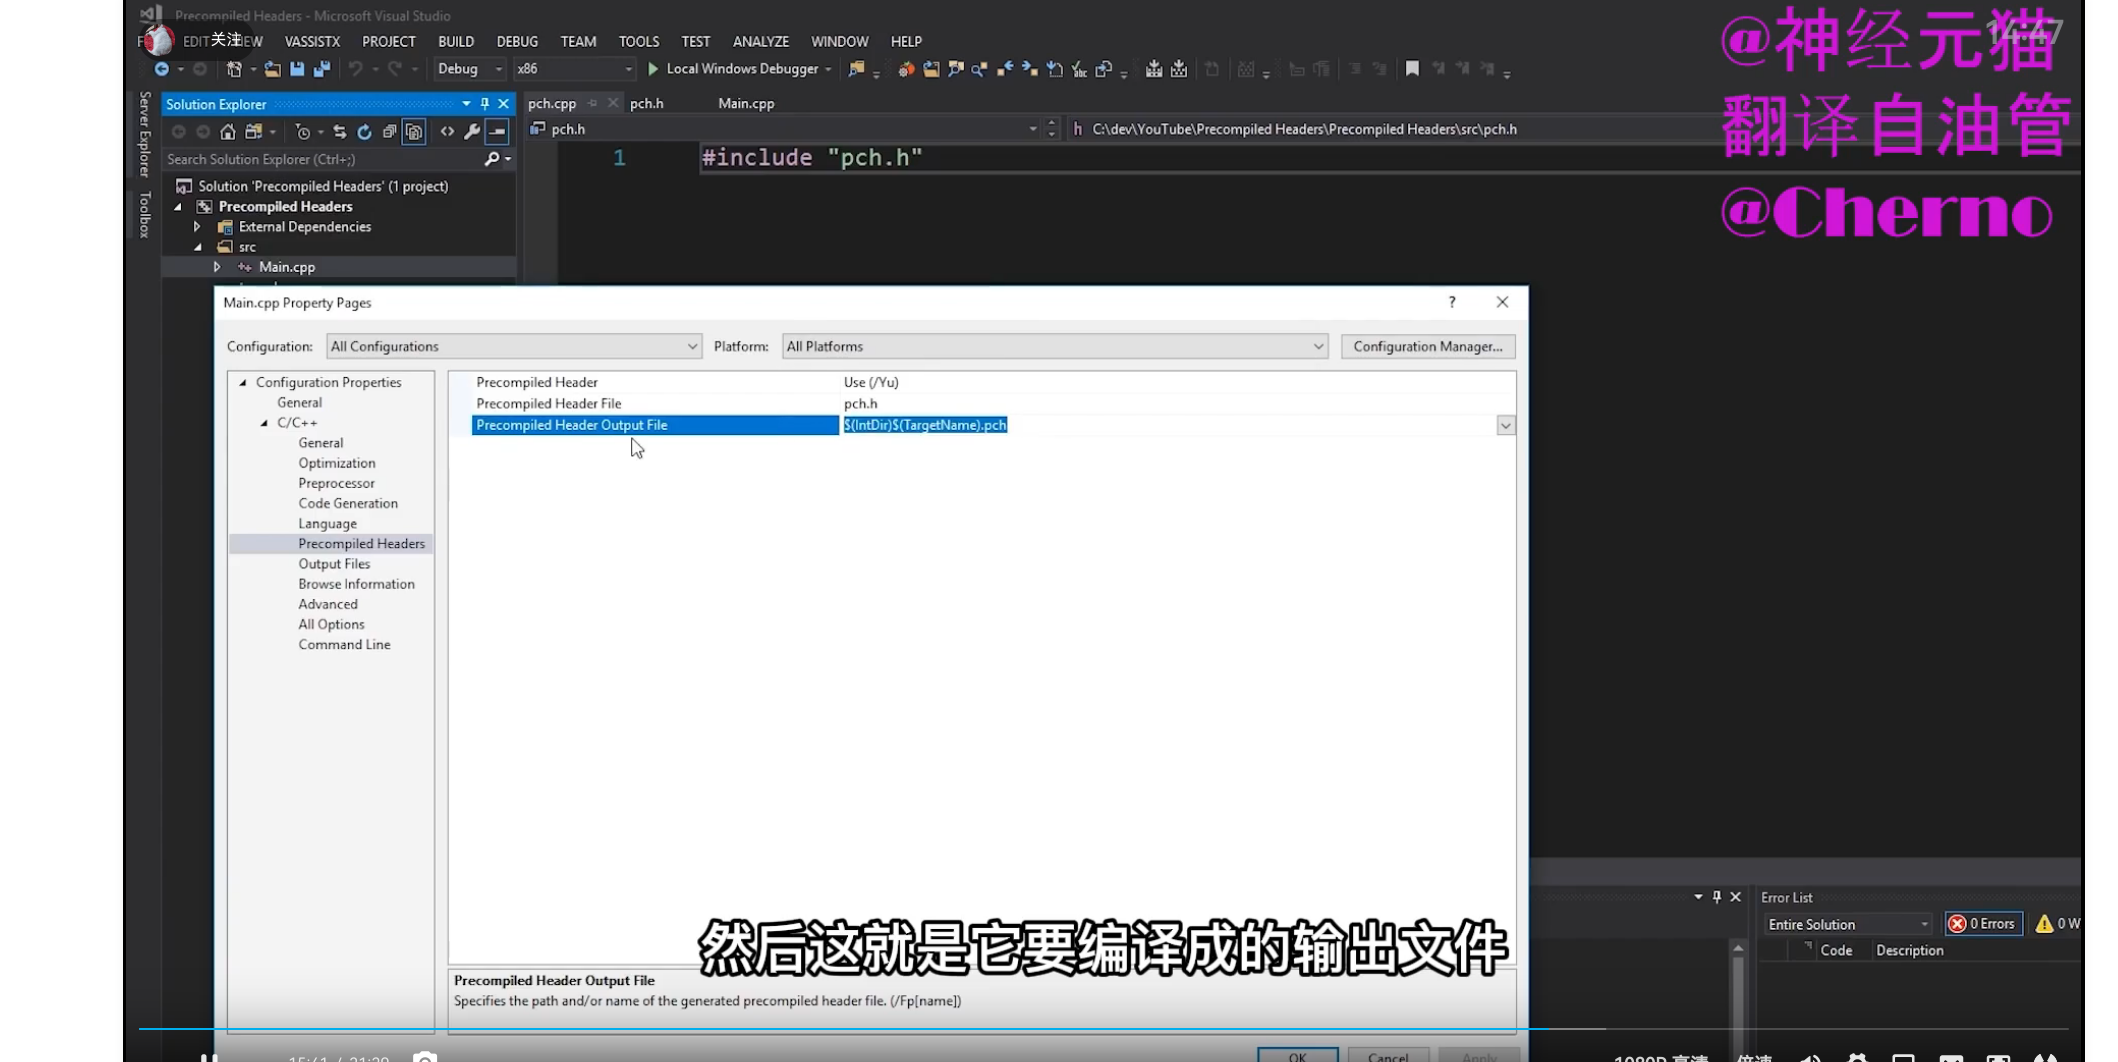 Precompiled Headers - Microsoft Visual Studio
14:47
EDIT
关注
VASSISTX PROJECT BUILD DEBUG TEAM TOOLS TEST ANALYZE WINDOW HELP
@神经元猫
翻译自油管
@Cherno
Debug x86 Local Windows Debugger
Server Explorer
Toolbox
Solution Explorer
Search Solution Explorer (Ctrl+;)
Solution 'Precompiled Headers' (1 project)
Precompiled Headers
External Dependencies
src
Main.cpp
pch.cpp pch.h Main.cpp
pch.h C:\dev\YouTube\Precompiled Headers\Precompiled Headers\src\pch.h
1 #include "pch.h"
Main.cpp Property Pages ?
Configuration: All Configurations Platform: All Platforms Configuration Manager...
Configuration Properties
General
C/C++
General
Optimization
Preprocessor
Code Generation
Language
Precompiled Headers
Output Files
Browse Information
Advanced
All Options
Command Line
Precompiled Header Use (/Yu)
Precompiled Header File pch.h
Precompiled Header Output File $(IntDir)$(TargetName).pch
然后这就是它要编译成的输出文件
Precompiled Header Output File
Specifies the path and/or name of the generated precompiled header file. (/Fp[name])
Error List
Entire Solution 0 Errors 0 W
Code Description
OK Cancel Apply
15:41 / 21:29
1080P 高清 倍速